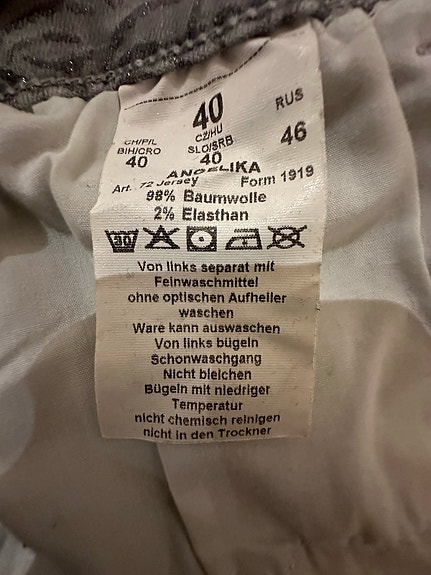 40
CZ/HU
SLO/SRB
40
CH/P/L
BIH/CRO
40
RUS
46
ANGELIKA
Art. 72 Jersey Form 1919
98% Baumwolle
2% Elasthan
30
Von links separat mit
Feinwaschmittel
ohne optischen Aufheller
waschen
Ware kann auswaschen
Von links bügeln
Schonwaschgang
Nicht bleichen
Bügeln mit niedriger
Temperatur
nicht chemisch reinigen
nicht in den Trockner